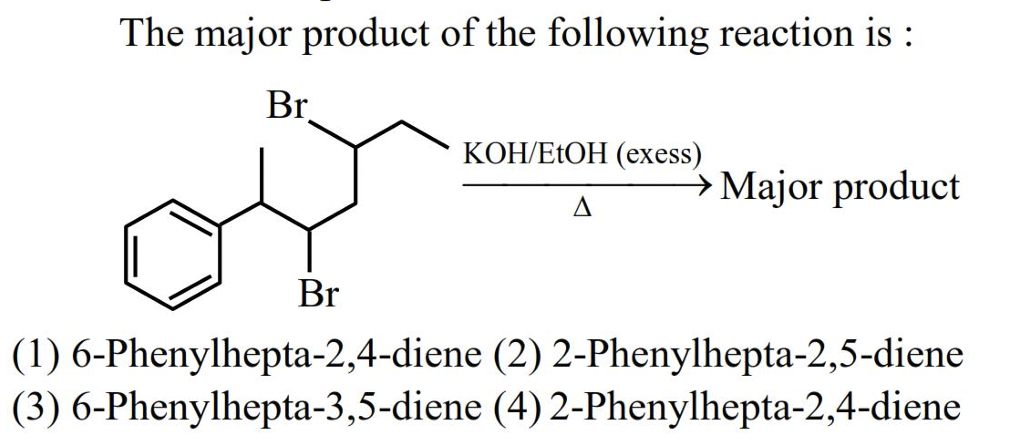 The major product of the following reaction is :
Br
KOH/EtOH (exess)
Δ
Major product
Br
(1) 6-Phenylhepta-2,4-diene (2) 2-Phenylhepta-2,5-diene
(3) 6-Phenylhepta-3,5-diene (4) 2-Phenylhepta-2,4-diene